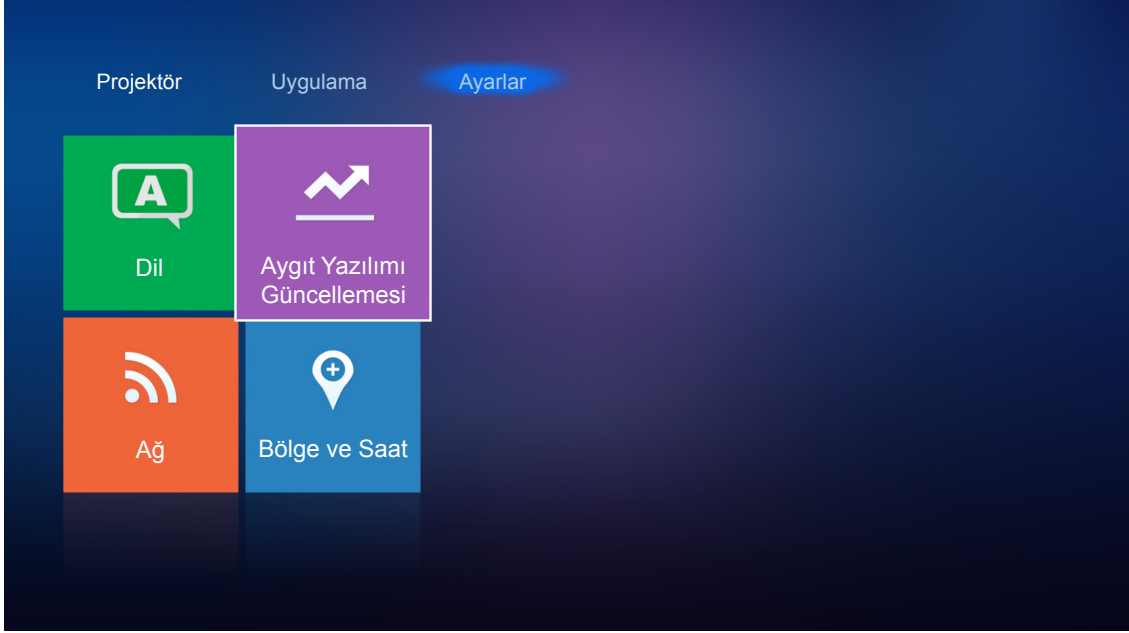 Projektör
Uygulama
Ayarlar
A
Dil
Aygıt Yazılımı
Güncellemesi
Ağ
Bölge ve Saat